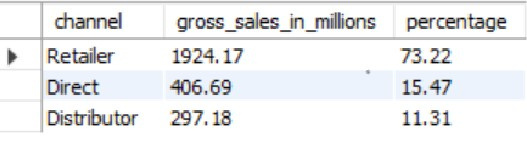 channel gross_sales_in_millions percentage
Retailer 1924.17 73.22
Direct 406.69 15.47
Distributor 297.18 11.31